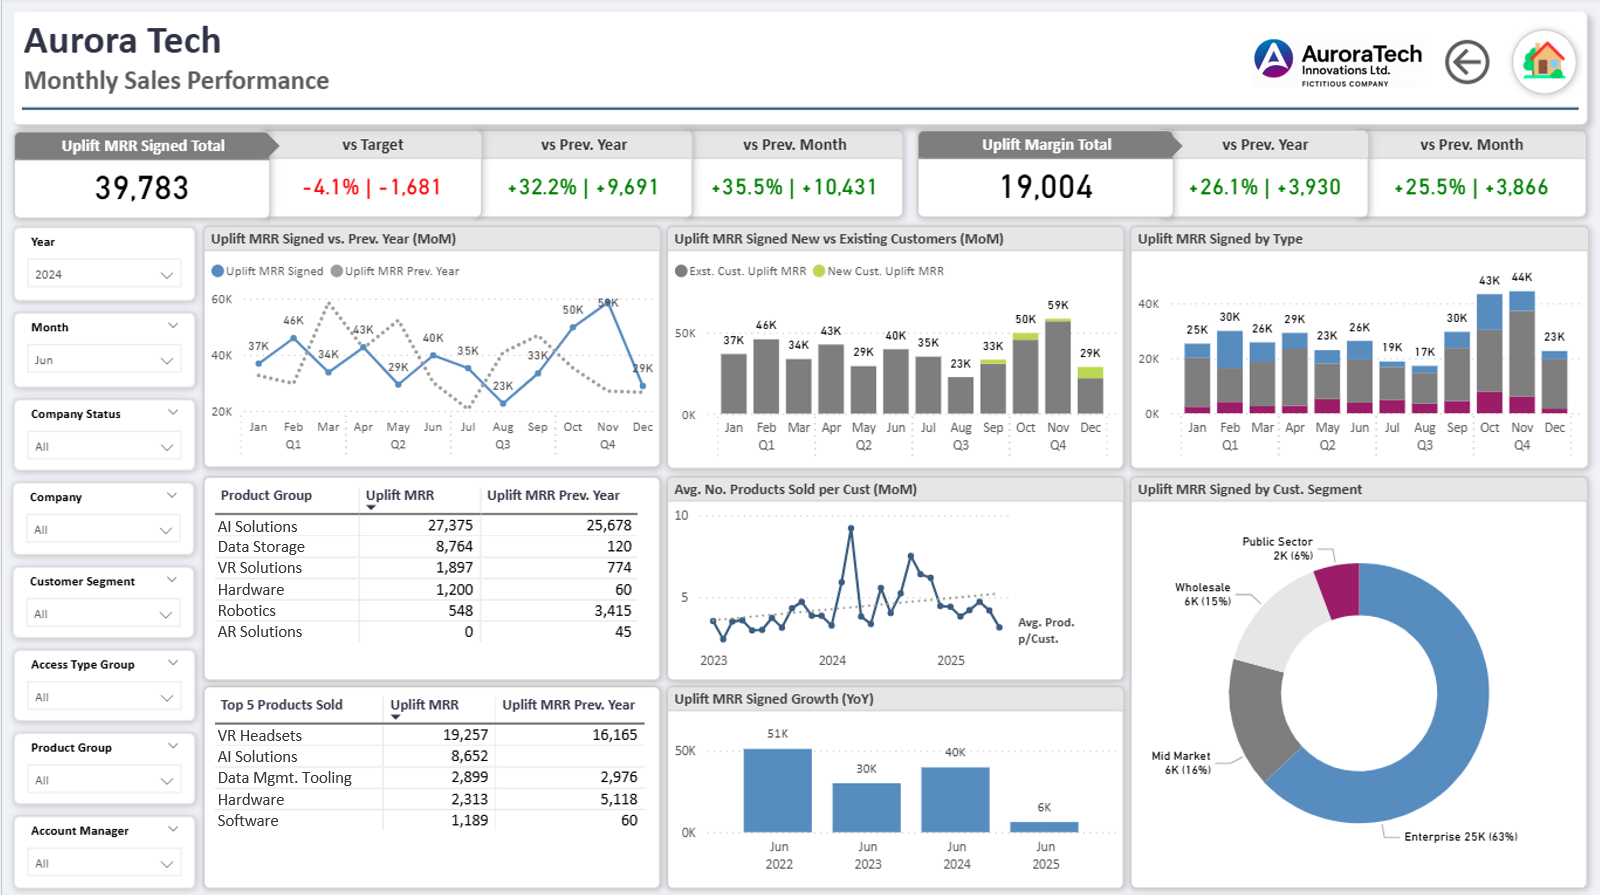 Aurora Tech
Monthly Sales Performance
AuroraTech
Innovations Ltd.
FICTITIOUS COMPANY
Uplift MRR Signed Total
39,783
vs Target
-4.1% | -1,681
vs Prev. Year
+32.2% | +9,691
vs Prev. Month
+35.5% | +10,431
Uplift Margin Total
19,004
vs Prev. Year
+26.1% | +3,930
vs Prev. Month
+25.5% | +3,866
Year
2024
Month
Jun
Company Status
All
Company
All
Customer Segment
All
Access Type Group
All
Product Group
All
Account Manager
All
Uplift MRR Signed vs. Prev. Year (MoM)
Uplift MRR Signed Uplift MRR Prev. Year
60K
40K
20K
37K 46K 34K 43K 29K 40K 35K 23K 33K 50K 59K 29K
Jan Feb Mar Apr May Jun Jul Aug Sep Oct Nov Dec
Q1 Q2 Q3 Q4
Uplift MRR Signed New vs Existing Customers (MoM)
Exst. Cust. Uplift MRR New Cust. Uplift MRR
50K
0K
37K 46K 34K 43K 29K 40K 35K 23K 33K 50K 59K 29K
Jan Feb Mar Apr May Jun Jul Aug Sep Oct Nov Dec
Q1 Q2 Q3 Q4
Uplift MRR Signed by Type
40K
20K
0K
25K 30K 26K 29K 23K 26K 19K 17K 30K 43K 44K 23K
Jan Feb Mar Apr May Jun Jul Aug Sep Oct Nov Dec
Q1 Q2 Q3 Q4
Product Group Uplift MRR Uplift MRR Prev. Year
AI Solutions 27,375 25,678
Data Storage 8,764 120
VR Solutions 1,897 774
Hardware 1,200 60
Robotics 548 3,415
AR Solutions 0 45
Top 5 Products Sold Uplift MRR Uplift MRR Prev. Year
VR Headsets 19,257 16,165
AI Solutions 8,652
Data Mgmt. Tooling 2,899 2,976
Hardware 2,313 5,118
Software 1,189 60
Avg. No. Products Sold per Cust (MoM)
10
5
Avg. Prod.
p/Cust.
2023 2024 2025
Uplift MRR Signed Growth (YoY)
50K
0K
51K 30K 40K 6K
Jun Jun Jun Jun
2022 2023 2024 2025
Uplift MRR Signed by Cust. Segment
Public Sector
2K (6%)
Wholesale
6K (15%)
Mid Market
6K (16%)
Enterprise 25K (63%)